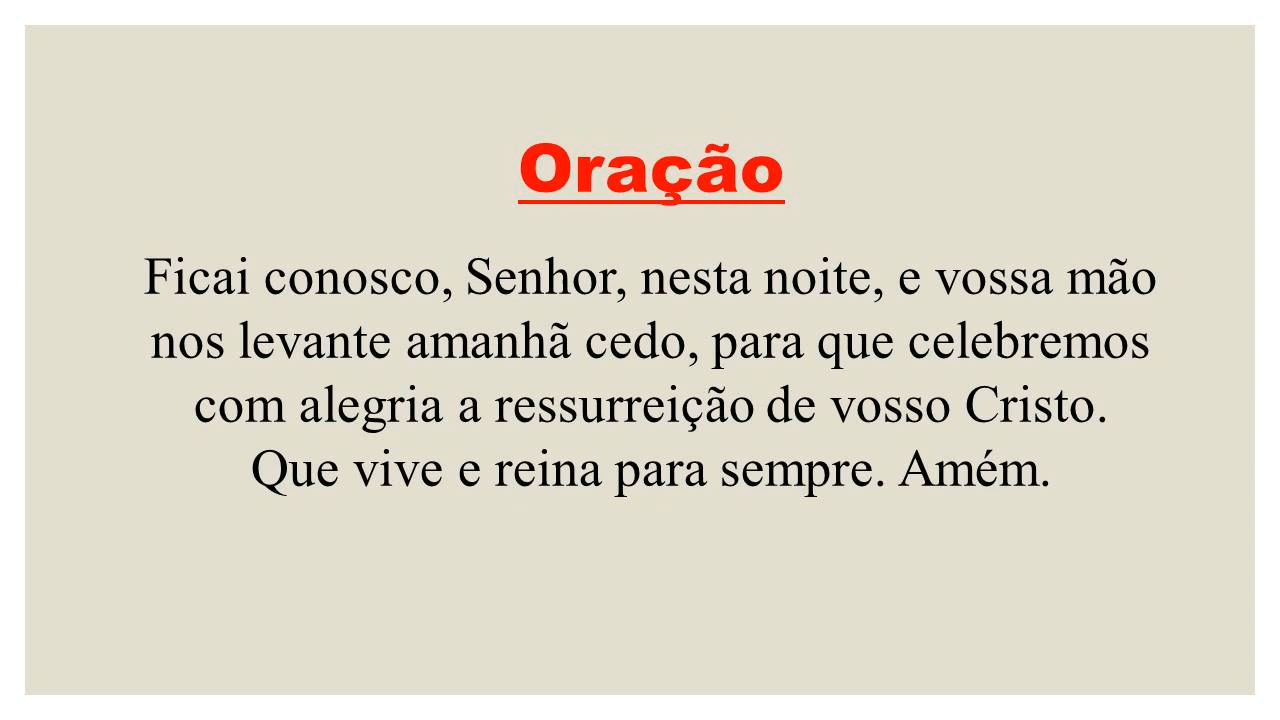 Oração
Ficai conosco, Senhor, nesta noite, e vossa mão
nos levante amanhã cedo, para que celebremos
com alegria a ressurreição de vosso Cristo.
Que vive e reina para sempre. Amém.